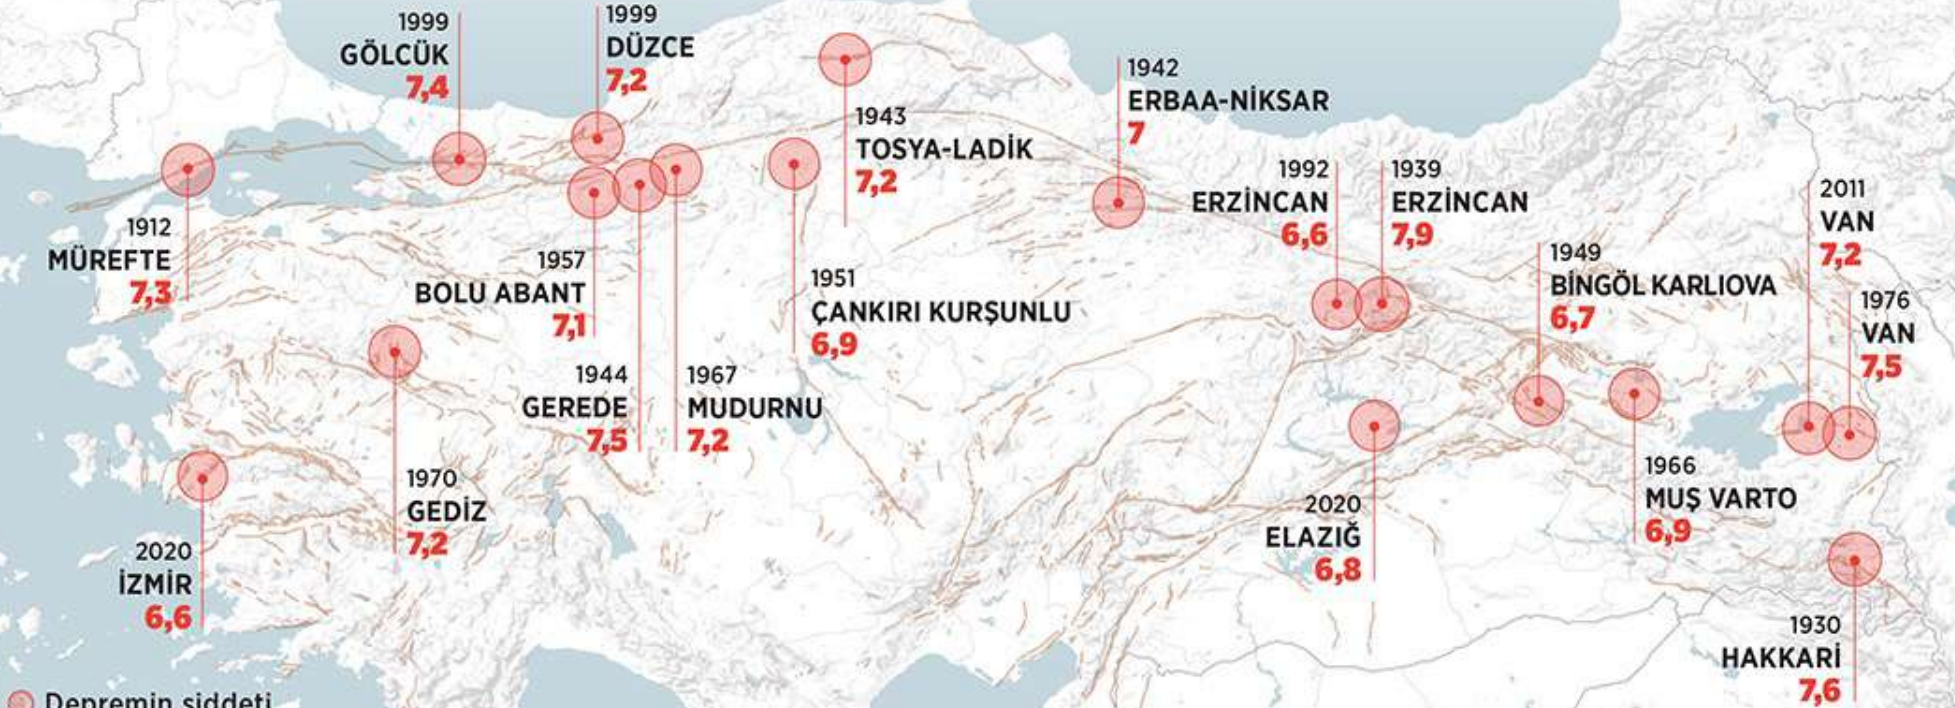 1999
GÖLCÜK
7,4
1999
DÜZCE
7,2
1943
TOSYA-LADİK
7,2
1942
ERBAA-NİKSAR
7
1992
ERZİNCAN
6,6
1939
ERZİNCAN
7,9
2011
VAN
7,2
1912
MÜREFTE
7,3
1957
BOLU ABANT
7,1
1951
ÇANKIRI KURŞUNLU
6,9
1949
BİNGÖL KARLIOVA
6,7
1976
VAN
7,5
1944
GEREDE
7,5
1967
MUDURNU
7,2
1970
GEDİZ
7,2
2020
ELAZIĞ
6,8
1966
MUŞ VARTO
6,9
2020
İZMİR
6,6
1930
HAKKARİ
7,6
Depremin şiddeti